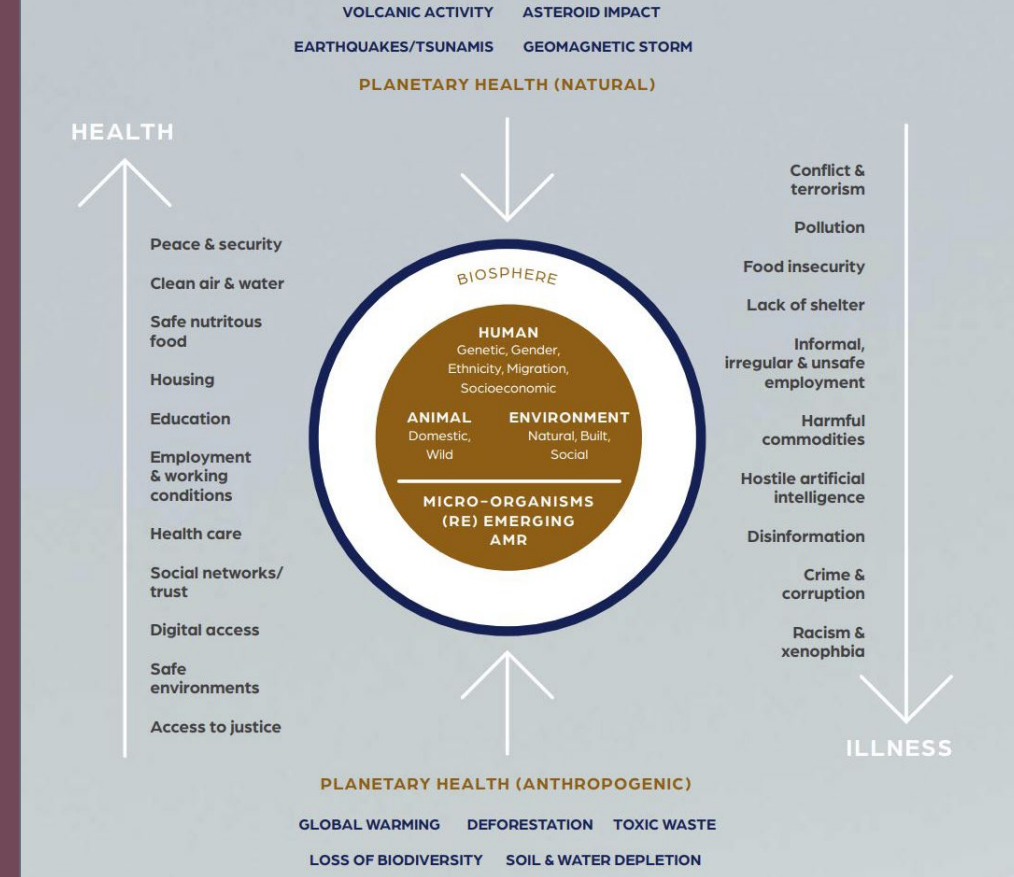 VOLCANIC ACTIVITY ASTEROID IMPACT
EARTHQUAKES/TSUNAMIS GEOMAGNETIC STORM
PLANETARY HEALTH (NATURAL)
HEALTH
Peace & security
Clean air & water
Safe nutritous
food
Housing
Education
Employment
& working
conditions
Health care
Social networks/
trust
Digital access
Safe
environments
Access to justice
BIOSPHERE
HUMAN
Genetic, Gender,
Ethnicity, Migration,
Socioeconomic
ANIMAL
Domestic,
Wild
ENVIRONMENT
Natural, Built,
Social
MICRO-ORGANISMS
(RE) EMERGING
AMR
Conflict &
terrorism
Pollution
Food insecurity
Lack of shelter
Informal,
irregular & unsafe
employment
Harmful
commodities
Hostile artificial
intelligence
Disinformation
Crime &
corruption
Racism &
xenophbia
ILLNESS
PLANETARY HEALTH (ANTHROPOGENIC)
GLOBAL WARMING DEFORESTATION TOXIC WASTE
LOSS OF BIODIVERSITY SOIL & WATER DEPLETION